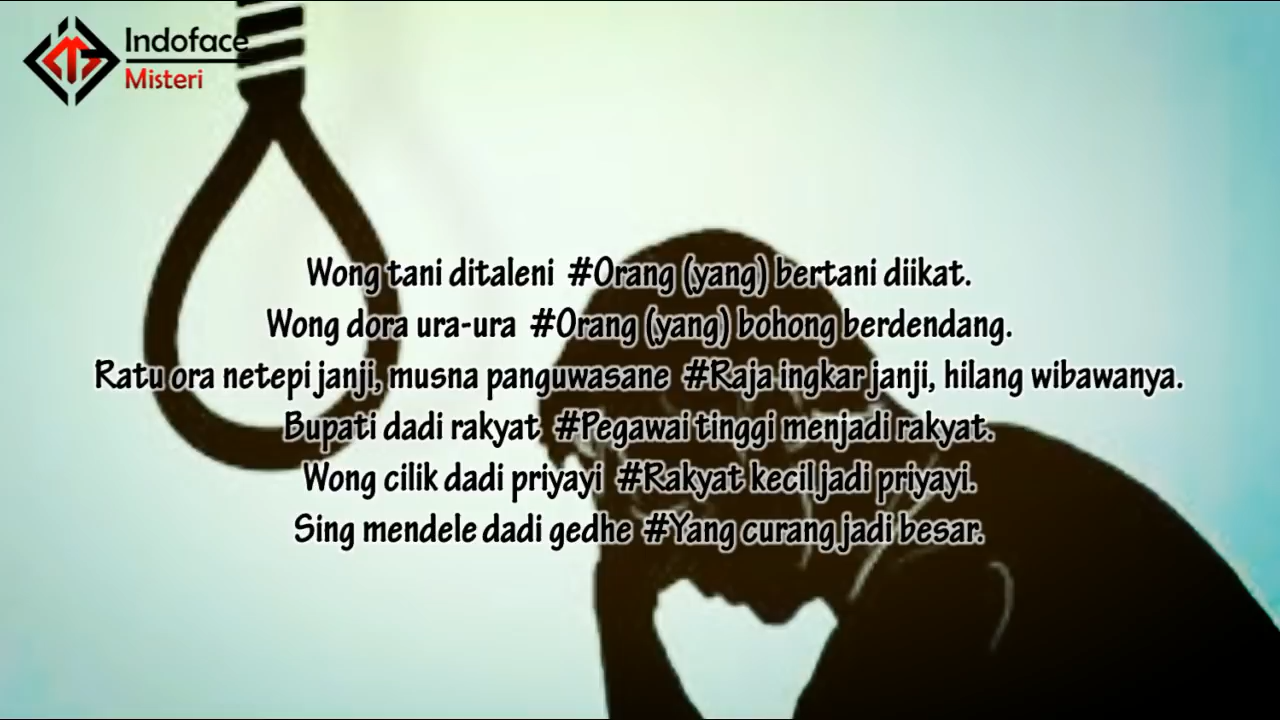 Indoface
Misteri
Wong tani ditaleni #Orang (yang) bertani diikat.
Wong dora ura-ura #Orang (yang) bohong berdendang.
Ratu ora netepi janji, musna panguwasane #Raja ingkar janji, hilang wibawanya.
Bupati dadi rakyat #Pegawai tinggi menjadi rakyat.
Wong cilik dadi priyayi #Rakyat kecil jadi priyayi.
Sing mendele dadi gedhe #Yang curang jadi besar.